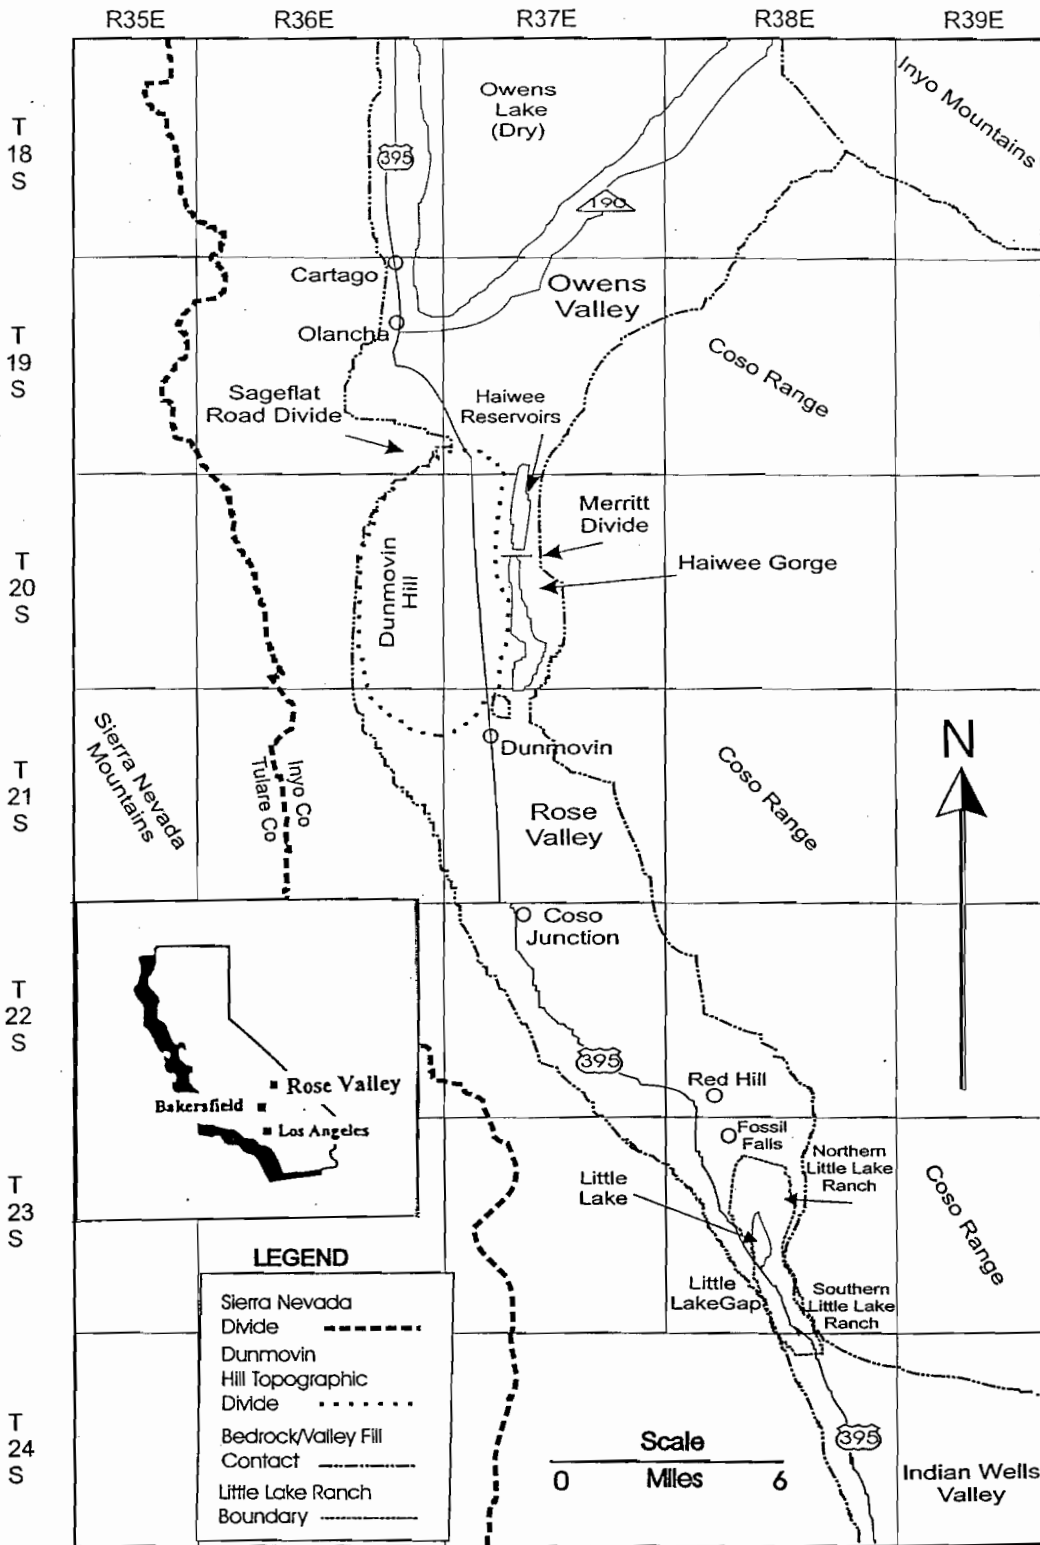 R35E
R36E
R37E
R38E
R39E
T
18
S
T
19
S
T
20
S
T
21
S
T
22
S
T
23
S
T
24
S
Owens
Lake
(Dry)
Inyo Mountains
395
190
Cartago
Olancha
Owens
Valley
Coso Range
Sageflat
Road Divide
Haiwee
Reservoirs
Merritt
Divide
Haiwee Gorge
Dunmovin
Hill
Sierra Nevada
Mountains
Inyo Co
Tulare Co
Dunmovin
Rose
Valley
Coso Range
N
Coso
Junction
395
Red Hill
Fossil
Falls
Northern
Little Lake
Ranch
Little
Lake
Coso Range
Little
LakeGap
Southern
Little Lake
Ranch
395
Indian Wells
Valley
Rose Valley
Bakersfield
Los Angeles
LEGEND
Sierra Nevada
Divide
Dunmovin
Hill Topographic
Divide
Bedrock/Valley Fill
Contact
Little Lake Ranch
Boundary
Scale
0 Miles 6